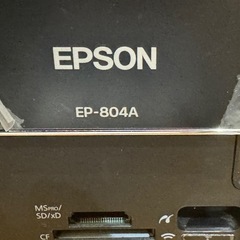 EPSON
EP-804A
MSPRO/
SD/xD
CF